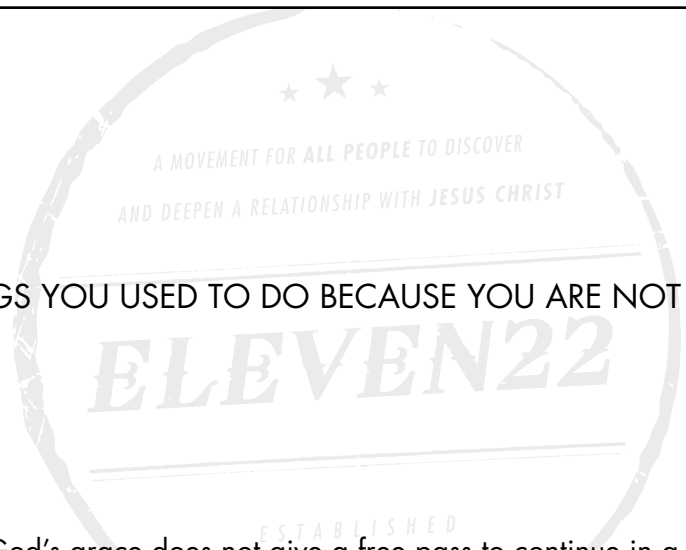 ★ ★ ★
A MOVEMENT FOR ALL PEOPLE TO DISCOVER
AND DEEPEN A RELATIONSHIP WITH JESUS CHRIST
GS YOU USED TO DO BECAUSE YOU ARE NOT
ELEVEN22
ESTABLISHED
God's grace does not give a free pass to continue in a